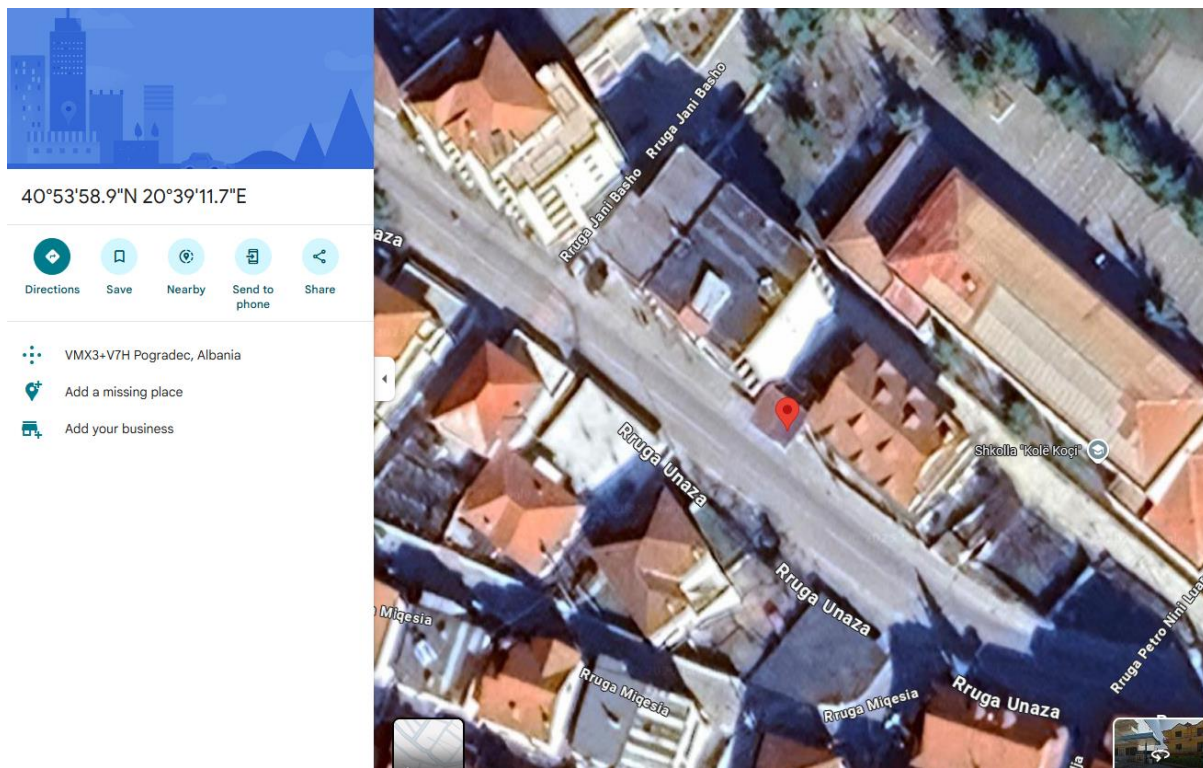 40°53'58.9"N 20°39'11.7"E
Directions
Save
Nearby
Send to
phone
Share
VMX3+V7H Pogradec, Albania
Add a missing place
Add your business
aza
Rruga Jani Basho
Rruga Jani Basho
Rruga Unaza
Shkolla "Kolë Koçi"
Rruga Unaza
Miqesia
Rruga Miqesia
Rruga Miqesia
Rruga Unaza
Rruga Petro Nini Luar